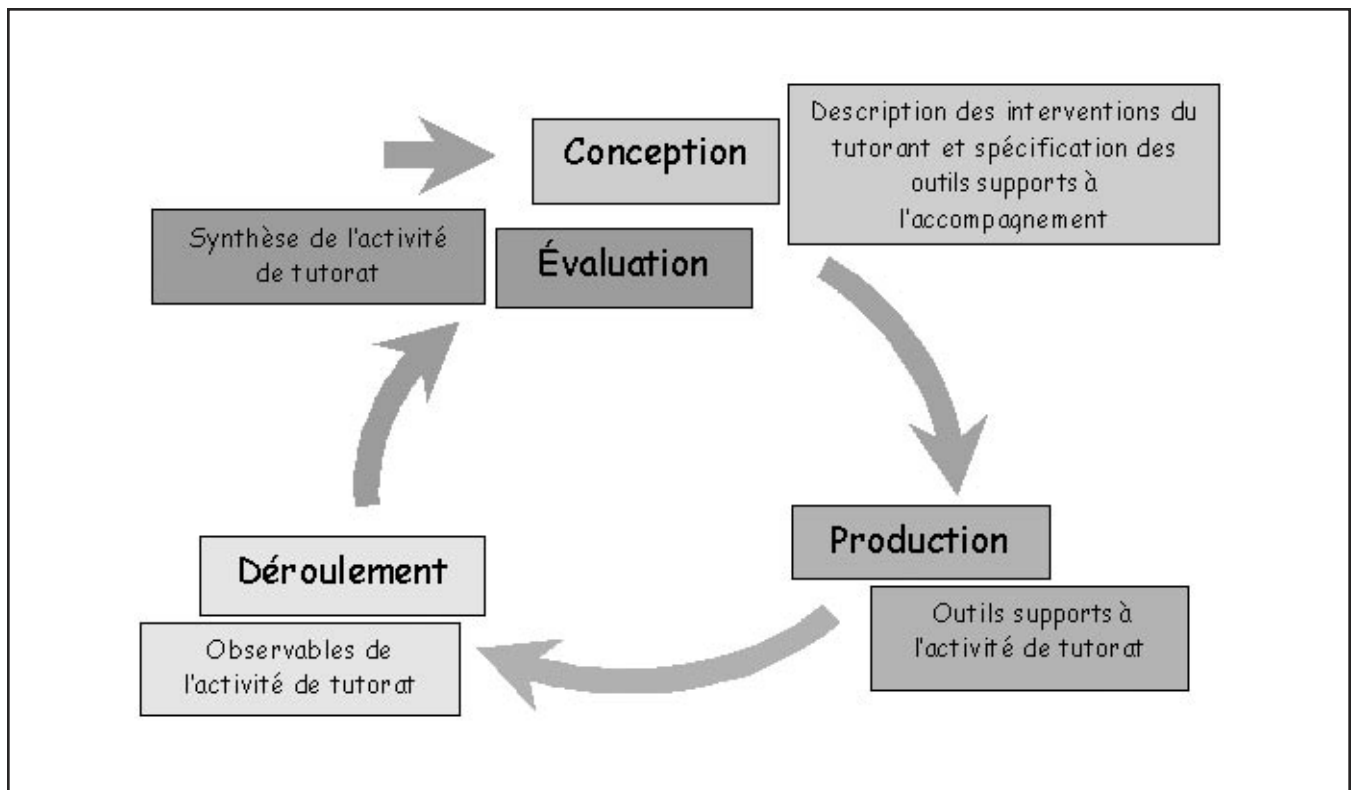 Conception
Description des interventions du
tutorant et spécification des
outils supports à
l'accompagnement
Synthèse de l'activité
de tutorat
Évaluation
Production
Outils supports à
l'activité de tutorat
Déroulement
Observables de
l'activité de tutorat